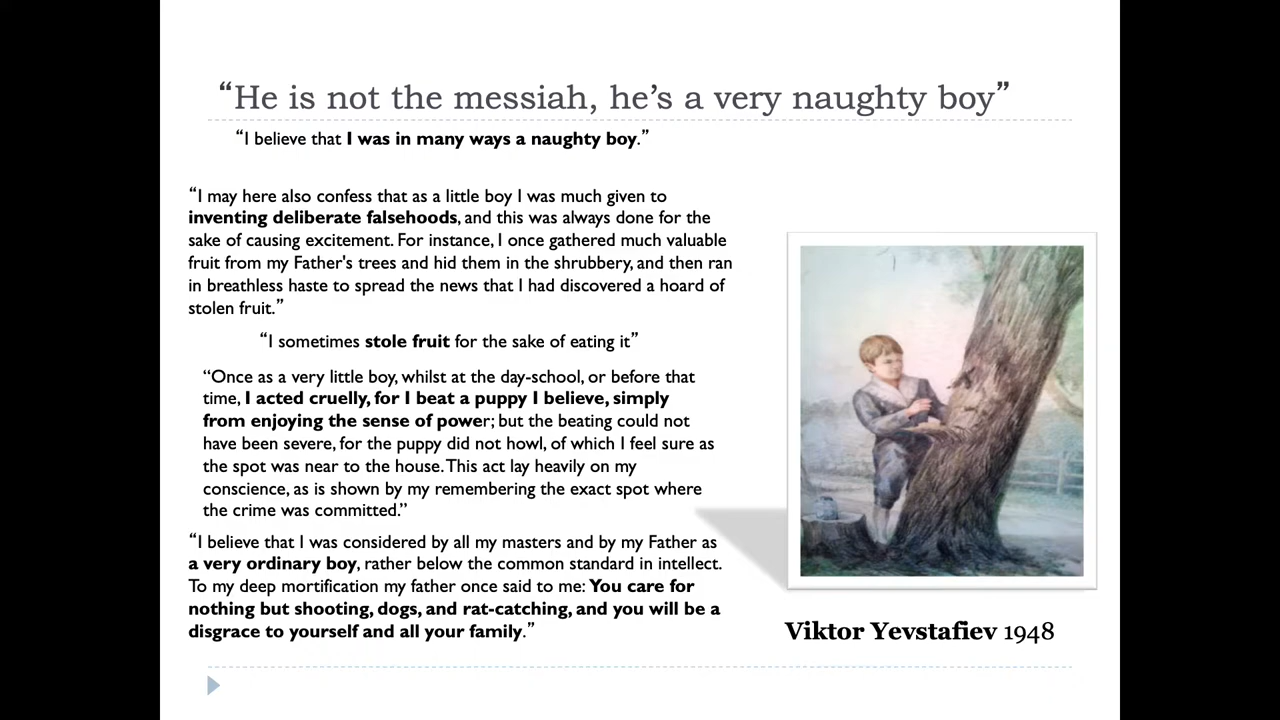 “He is not the messiah, he’s a very naughty boy”
“I believe that I was in many ways a naughty boy.”
“I may here also confess that as a little boy I was much given to
inventing deliberate falsehoods, and this was always done for the
sake of causing excitement. For instance, I once gathered much valuable
fruit from my Father's trees and hid them in the shrubbery, and then ran
in breathless haste to spread the news that I had discovered a hoard of
stolen fruit.”
“I sometimes stole fruit for the sake of eating it”
“Once as a very little boy, whilst at the day-school, or before that
time, I acted cruelly, for I beat a puppy I believe, simply
from enjoying the sense of power; but the beating could not
have been severe, for the puppy did not howl, of which I feel sure as
the spot was near to the house. This act lay heavily on my
conscience, as is shown by my remembering the exact spot where
the crime was committed.”
“I believe that I was considered by all my masters and by my Father as
a very ordinary boy, rather below the common standard in intellect.
To my deep mortification my father once said to me: You care for
nothing but shooting, dogs, and rat-catching, and you will be a
disgrace to yourself and all your family.”
Viktor Yevstafiev 1948